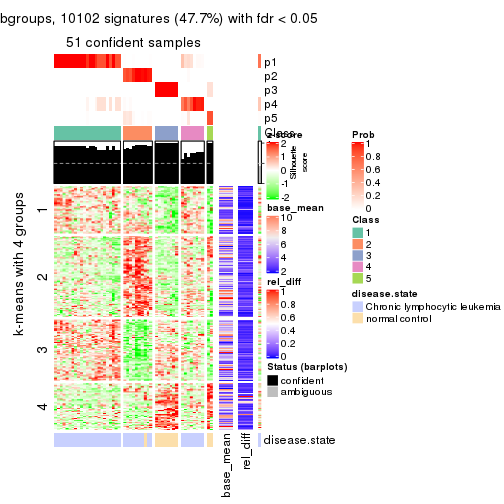 bgroups, 10102 signatures (47.7%) with fdr < 0.05
51 confident samples
p1
p2
p3
p4
p5
Class
Silhouette
score
1
2
3
4
k-means with 4 groups
base_mean
rel_diff
disease.state
z-score
2
1
0
-1
-2
base_mean
10
8
6
4
2
rel_diff
1
0.8
0.6
0.4
0.2
0
Status (barplots)
confident
ambiguous
Prob
1
0.8
0.6
0.4
0.2
0
Class
1
2
3
4
5
disease.state
Chronic lymphocytic leukemia
normal control